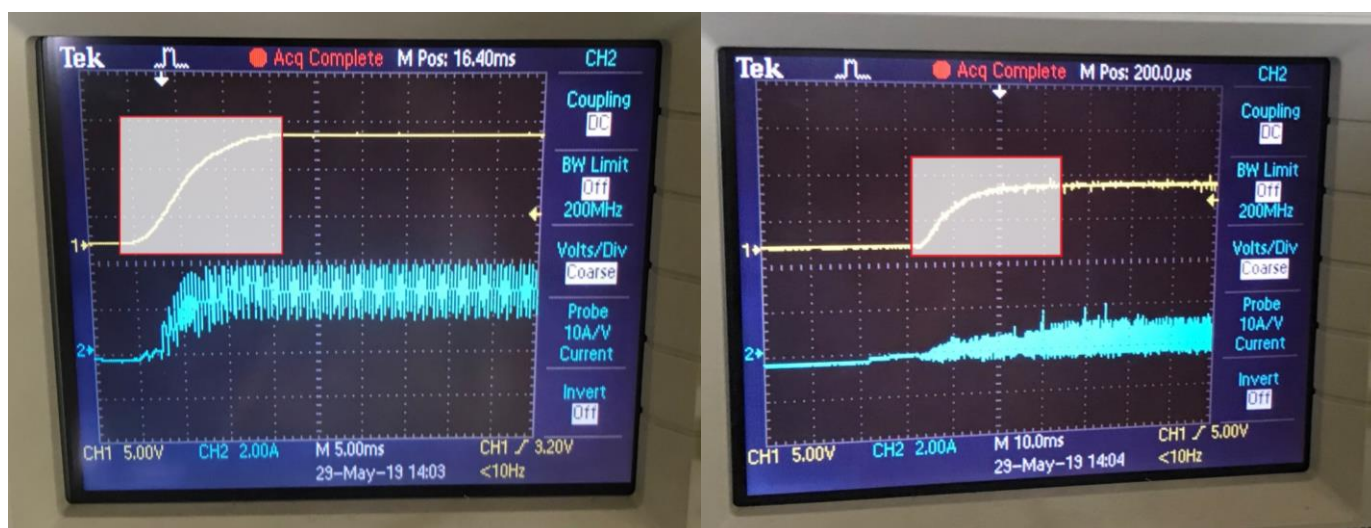 Tek Acq Complete M Pos: 16.40ms CH2
Coupling
DC
BW Limit
Off
200MHz
1
Volts/Div
Coarse
Probe
10A/V
Current
2
Invert
Off
CH1 5.00V CH2 2.00A M 5.00ms CH1 3.20V
29-May-19 14:03 <10Hz
Tek Acq Complete M Pos: 200.0µs CH2
Coupling
DC
BW Limit
Off
200MHz
1
Volts/Div
Coarse
Probe
10A/V
Current
2
Invert
Off
CH1 5.00V CH2 2.00A M 10.0ms CH1 5.00V
29-May-19 14:04 <10Hz